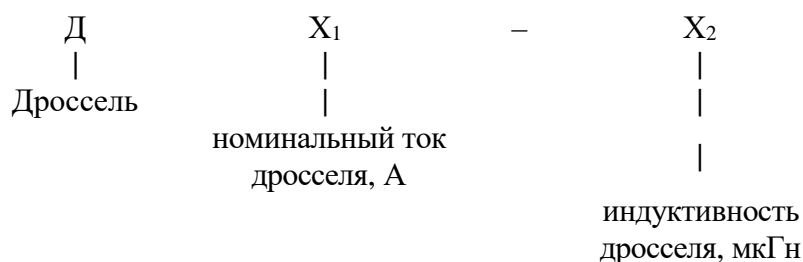 Д X₁ – X₂
| | |
Дроссель | |
номинальный ток
дросселя, А
|
индуктивность
дросселя, мкГн